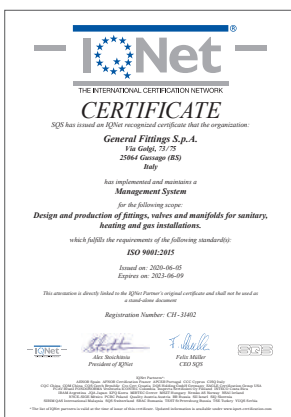 IQNet
®
THE INTERNATIONAL CERTIFICATION NETWORK
CERTIFICATE
SQS has issued an IQNet recognized certificate that the organization:
General Fittings S.p.A.
Via Golgi, 73/75
25064 Gussago (BS)
Italy
has implemented and maintains a
Management System
for the following scope:
Design and production of fittings, valves and manifolds for sanitary,
heating and gas installations.
which fulfills the requirements of the following standard(s):
ISO 9001:2015
Issued on: 2020-06-05
Expires on: 2023-06-09
This attestation is directly linked to the IQNet Partner's original certificate and shall not be used as
a stand-alone document
Registration Number: CH-31402
IQNet
Alex Stoichitoiu
President of IQNet
Felix Müller
CEO SQS
SQS
IQNet Partners*: